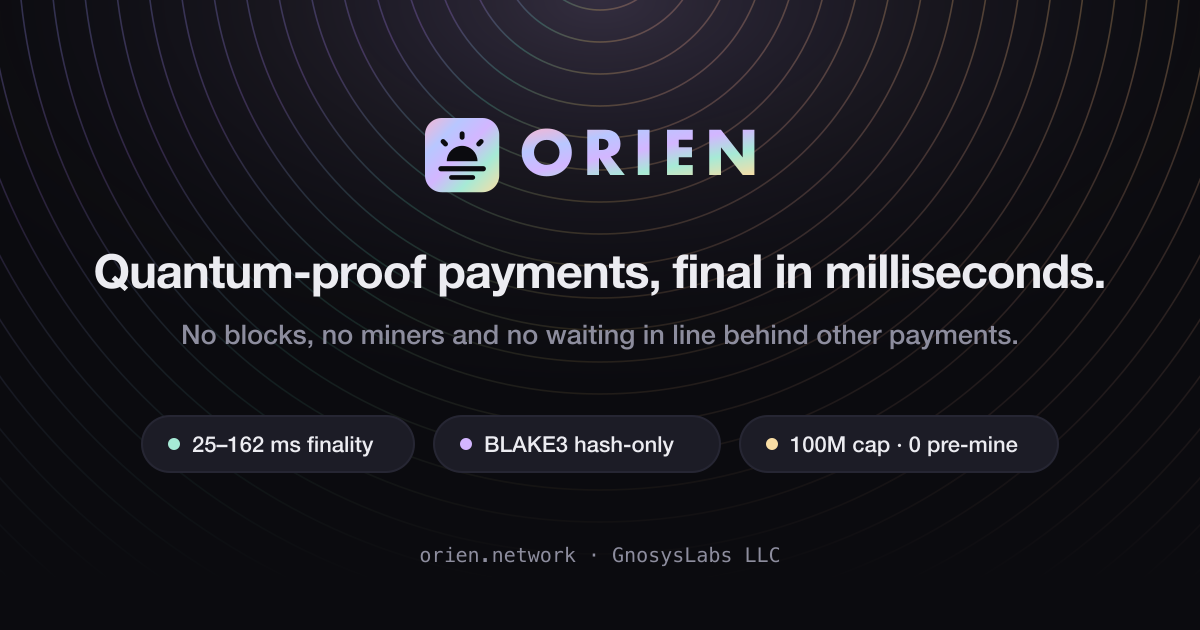 ORIEN
Quantum-proof payments, final in milliseconds.
No blocks, no miners and no waiting in line behind other payments.
25–162 ms finality
BLAKE3 hash-only
100M cap · 0 pre-mine
orien.network · GnosysLabs LLC